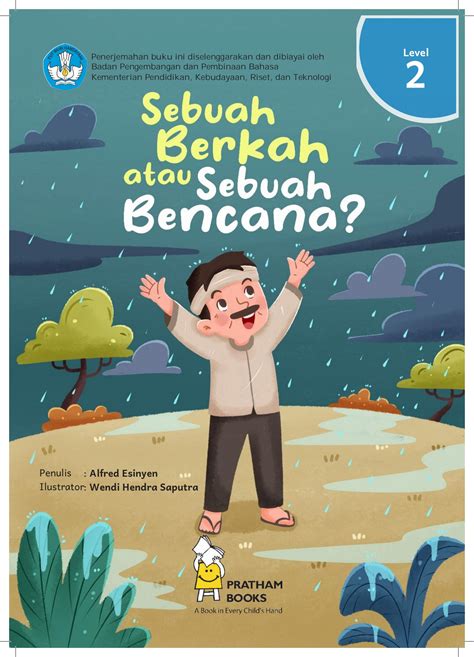 Penerjemahan buku ini diselenggarakan dan dibiayai oleh
Badan Pengembangan dan Pembinaan Bahasa
Kementerian Pendidikan, Kebudayaan, Riset, dan Teknologi
Level
2
Sebuah
Berkah
atau Sebuah
Bencana?
Penulis : Alfred Esinyen
Ilustrator: Wendi Hendra Saputra
PRATHAM
BOOKS
A Book in Every Child's Hand